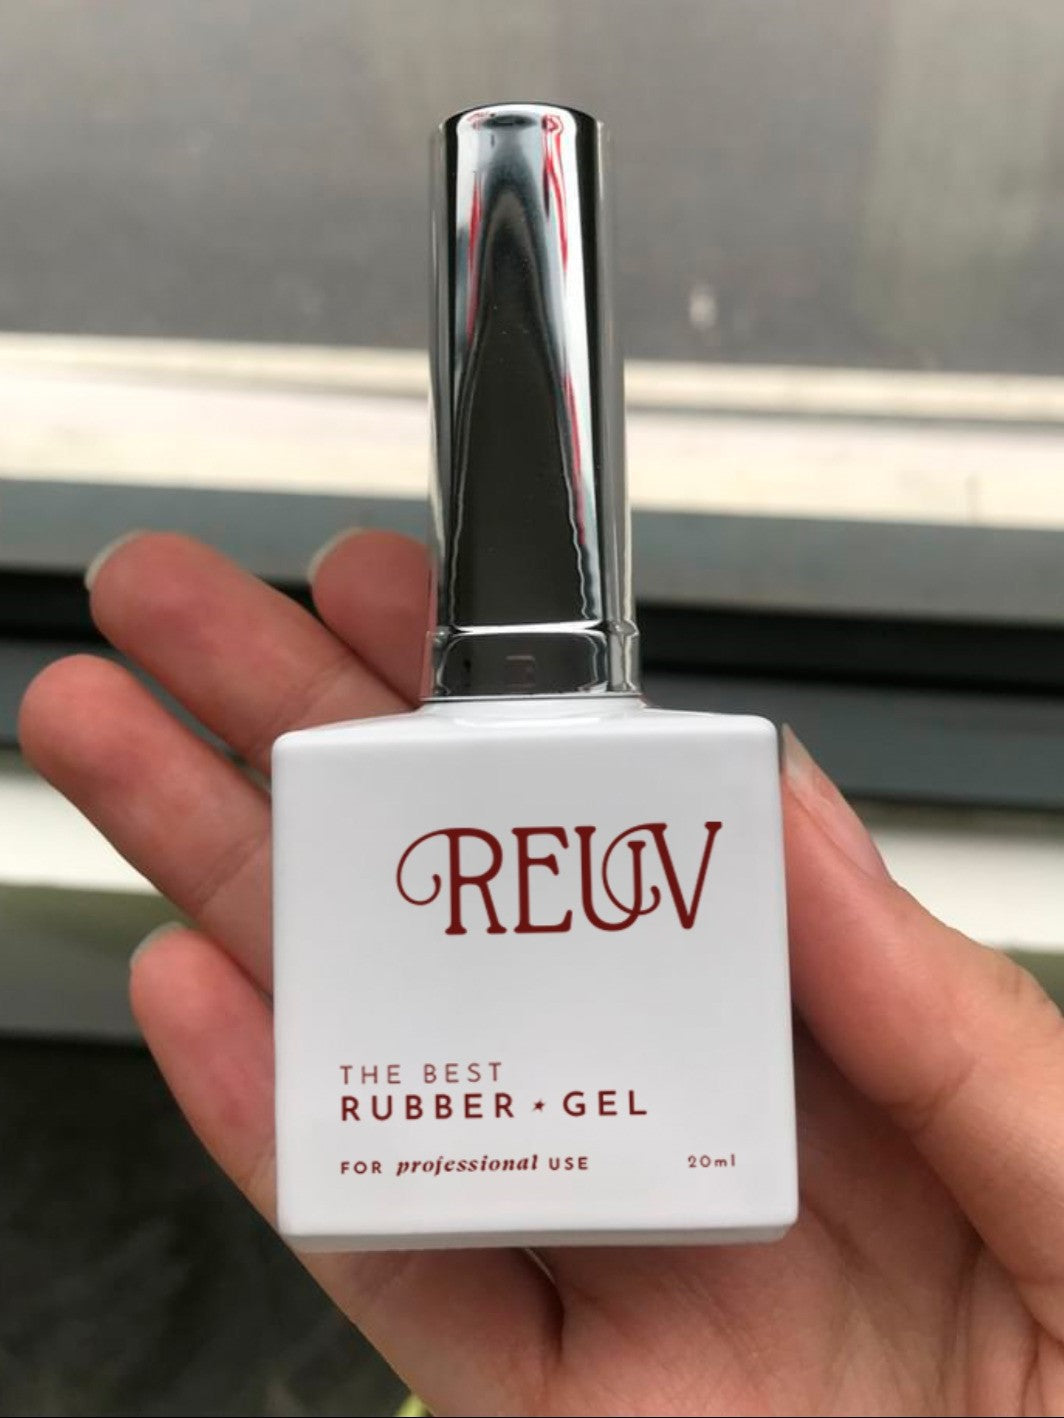 REUV
THE BEST
RUBBER ★ GEL
FOR professional USE
20ml